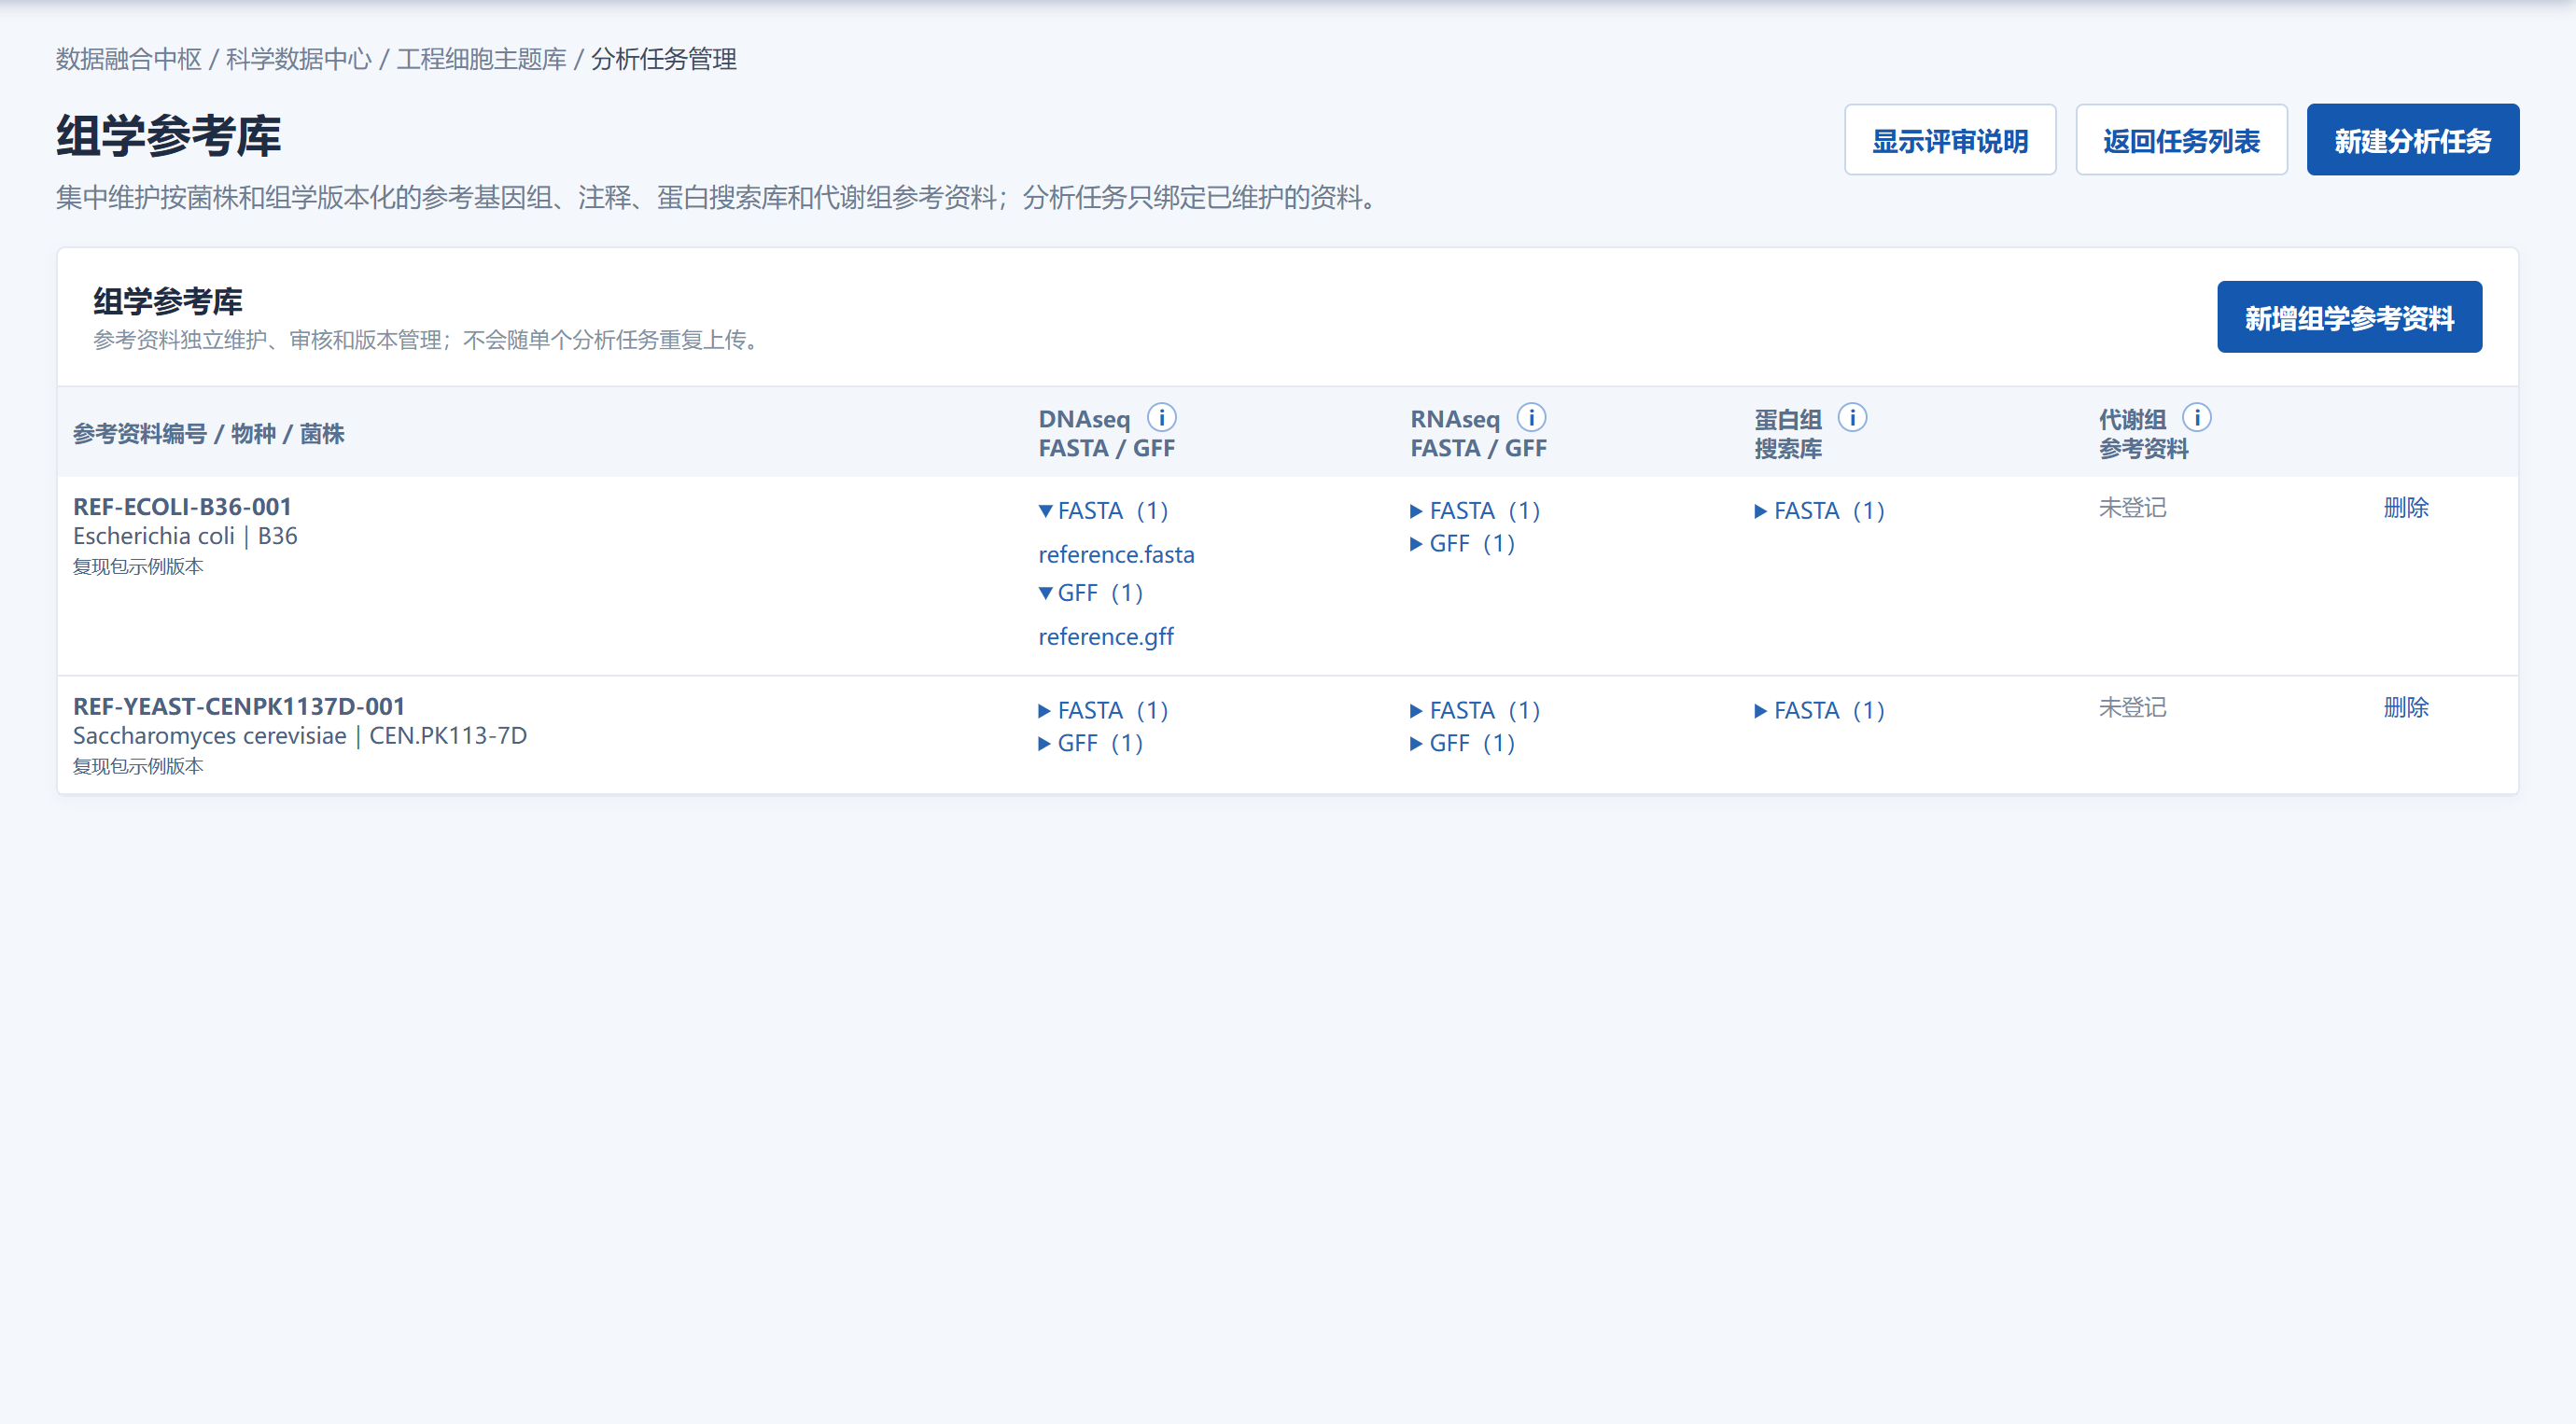 数据融合中枢 / 科学数据中心 / 工程细胞主题库 / 分析任务管理
组学参考库
显示评审说明 返回任务列表 新建分析任务
集中维护按菌株和组学版本化的参考基因组、注释、蛋白搜索库和代谢组参考资料；分析任务只绑定已维护的资料。
组学参考库
新增组学参考资料
参考资料独立维护、审核和版本管理；不会随单个分析任务重复上传。
参考资料编号 / 物种 / 菌株
DNAseq i
FASTA / GFF
RNAseq i
FASTA / GFF
蛋白组 i
搜索库
代谢组 i
参考资料
REF-ECOLI-B36-001
Escherichia coli | B36
复现包示例版本
▼FASTA（1）
reference.fasta
▼GFF（1）
reference.gff
▶FASTA（1）
▶GFF（1）
▶FASTA（1）
未登记
删除
REF-YEAST-CENPK1137D-001
Saccharomyces cerevisiae | CEN.PK113-7D
复现包示例版本
▶FASTA（1）
▶GFF（1）
▶FASTA（1）
▶GFF（1）
▶FASTA（1）
未登记
删除